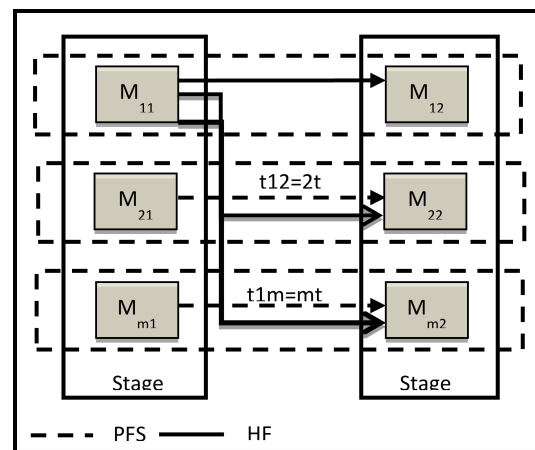 M11
M12
t12=2t
M21
M22
t1m=mt
Mm1
Mm2
Stage
Stage
PFS
HF